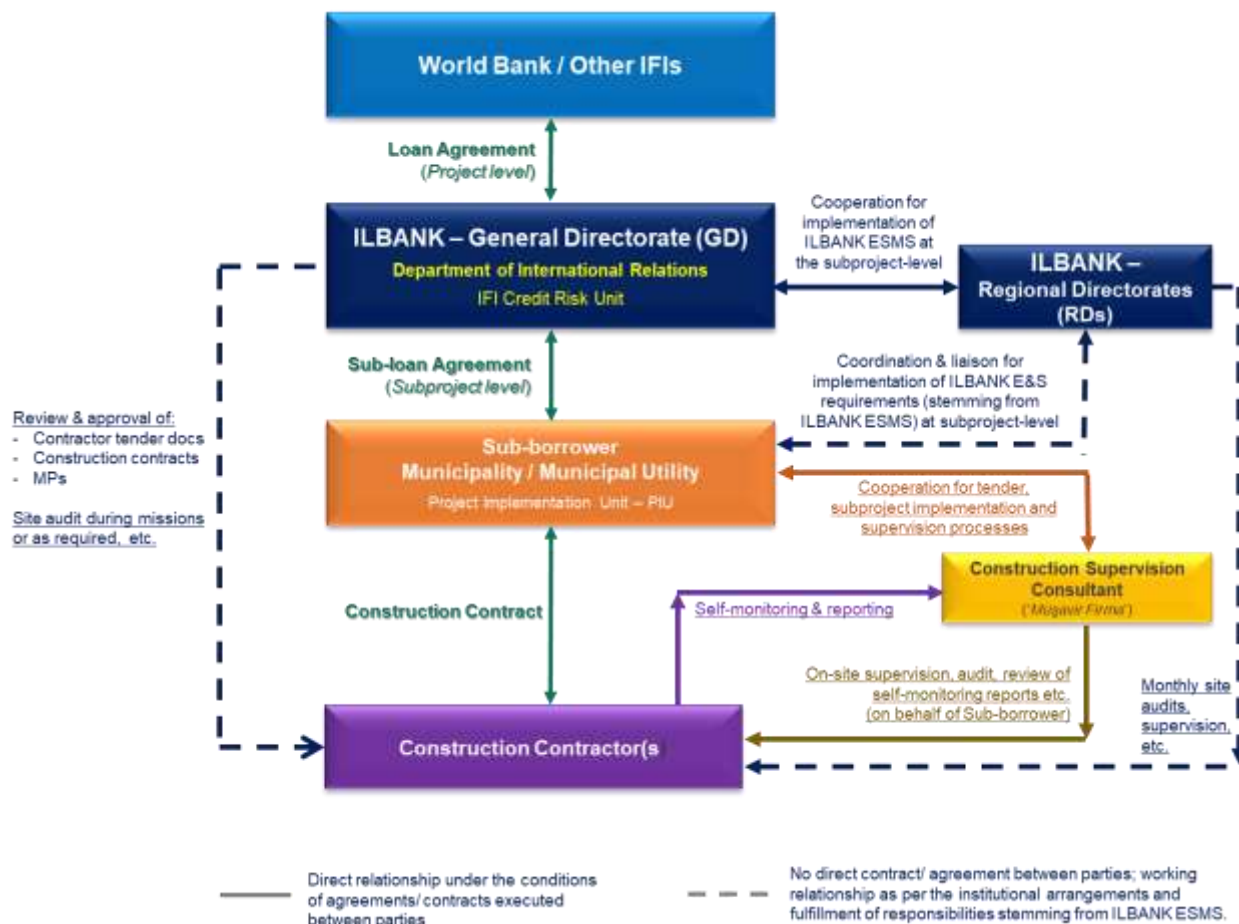 World Bank / Other IFIs
Loan Agreement
(Project level)
ILBANK – General Directorate (GD)
Department of International Relations
IFI Credit Risk Unit
Cooperation for
implementation of
ILBANK ESMS at
the subproject-level
ILBANK –
Regional Directorates
(RDs)
Sub-loan Agreement
(Subproject level)
Coordination & liaison for
implementation of ILBANK E&S
requirements (stemming from
ILBANK ESMS) at subproject-level
Review & approval of:
- Contractor tender docs
- Construction contracts
- MPs
Site audit during missions
or as required, etc.
Sub-borrower
Municipality / Municipal Utility
Project Implementation Unit – PIU
Cooperation for tender,
subproject implementation and
supervision processes
Construction Supervision
Consultant
('Müşavir Firma')
Construction Contract
Self-monitoring & reporting
On-site supervision, audit, review of
self-monitoring reports etc.
(on behalf of Sub-borrower)
Monthly site
audits,
supervision,
etc.
Construction Contractor(s)
Direct relationship under the conditions
of agreements/ contracts executed
between parties
No direct contract/ agreement between parties; working
relationship as per the institutional arrangements and
fulfillment of responsibilities stemming from ILBANK ESMS.